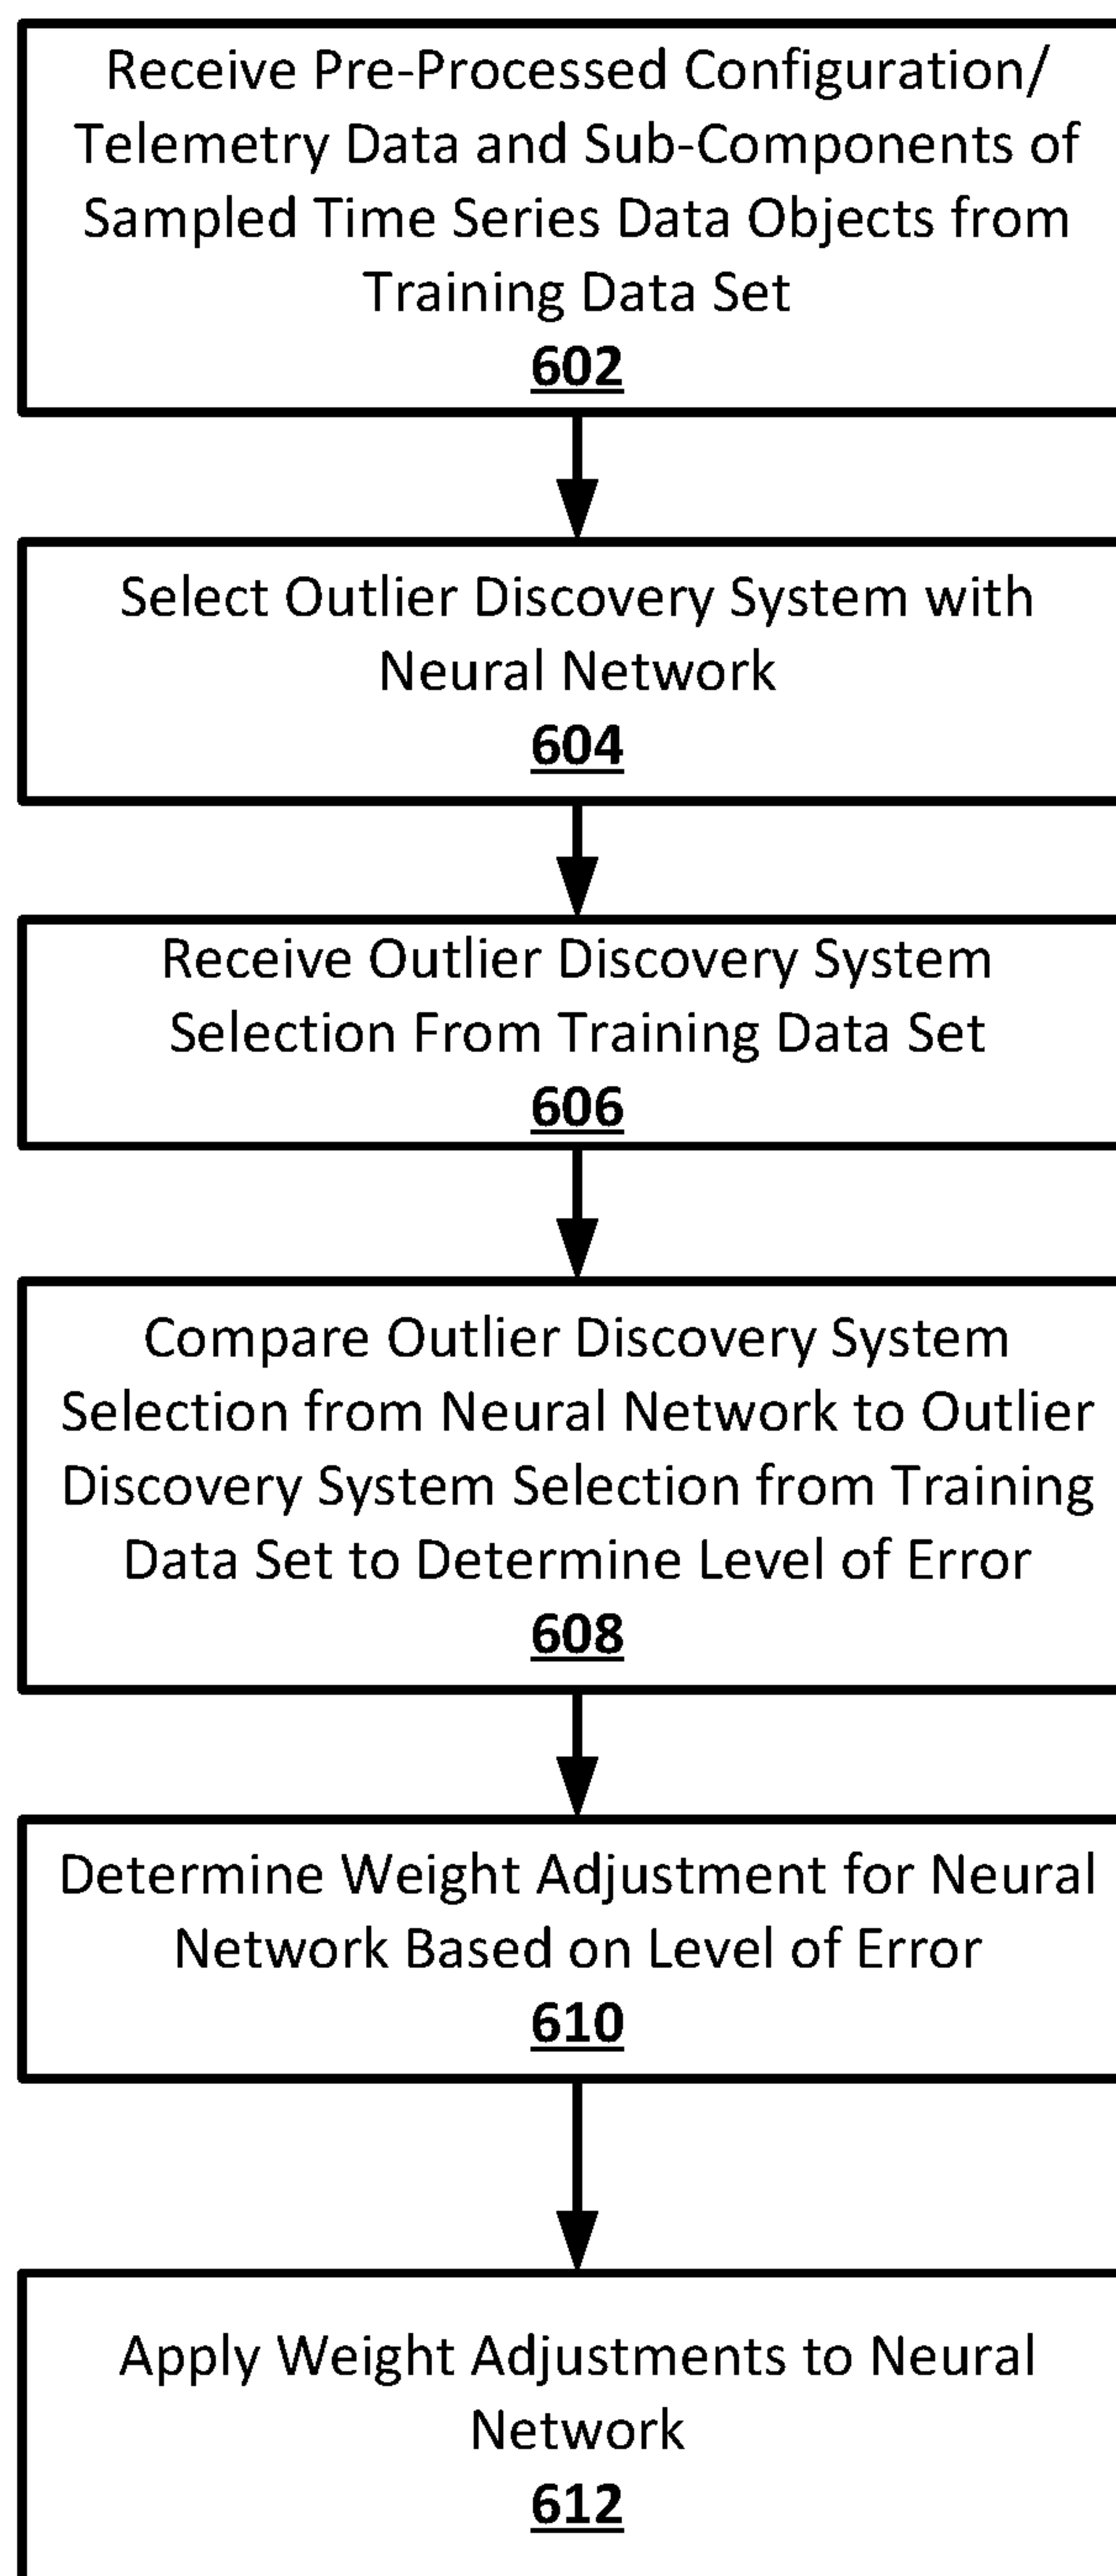 Receive Pre-Processed Configuration/
Telemetry Data and Sub-Components of
Sampled Time Series Data Objects from
Training Data Set
602
Select Outlier Discovery System with
Neural Network
604
Receive Outlier Discovery System
Selection From Training Data Set
606
Compare Outlier Discovery System
Selection from Neural Network to Outlier
Discovery System Selection from Training
Data Set to Determine Level of Error
608
Determine Weight Adjustment for Neural
Network Based on Level of Error
610
Apply Weight Adjustments to Neural
Network
612